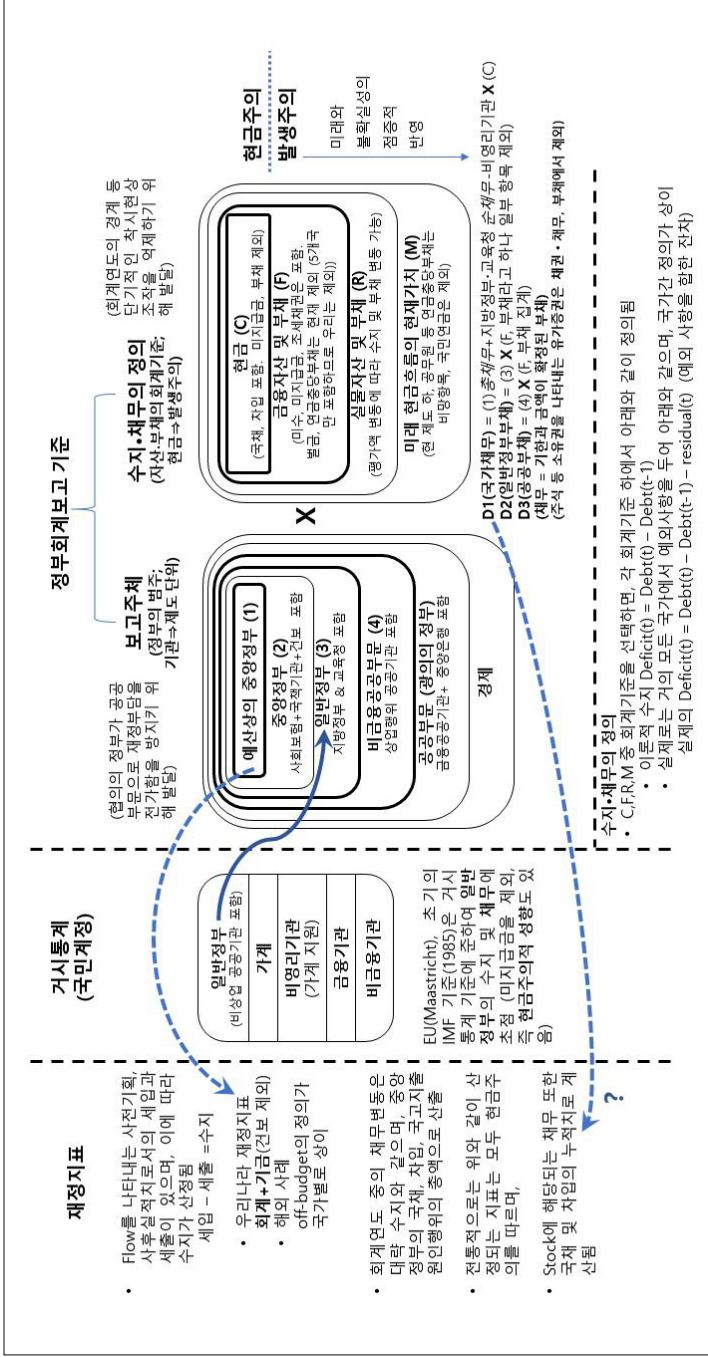 재정지표
• Flow를 나타내는 사전기획,
사후실적치로서의 세입과
세출이 있으며, 이에 따라
수지가 산정됨
세입 – 세출 =수지
• 우리나라 재정지표
회계+기금(건보 제외)
• 해외 사례
off-budget의 정의가
국가별로 상이
• 회계연도 중의 채무변동은
대략 수지와 같으며, 중앙
정부의 국채, 차입, 국고지출
원인행위의 총액으로 산출
• 전통적으로는 위와 같이 산
정되는 지표는 모두 현금주
의를 따르며,
• Stock에 해당되는 채무 또한
국채 및 차입의 누적치로 계
산됨
?
거시통계
(국민계정)
일반정부
(비상업 공공기관 포함)
가계
비영리기관
(가계 지원)
금융기관
비금융기관
EU(Maastricht), 초기의
IMF 기준(1985)은 거시
통계 기준에 준하여 일반
정부의 수지 및 채무에
초점 (미지급금을 제외,
즉 현금주의적 성향도 있
음)
정부회계보고 기준
보고주체
(정부의 범주;
기관⇒제도 단위)
(협의의 정부가 공공
부문으로 재정부담을
전가함을 방지키 위
해 발달)
예산상의 중앙정부 (1)
중앙정부 (2)
사회보험+국책기관+건보 포함
일반정부 (3)
지방정부 & 교육청 포함
비금융공공부문 (4)
상업행위 공공기관 포함
공공부문 (광의의 정부)
금융공공기관+ 중앙은행 포함
경제
X
수지•채무의 정의
(자산·부채의 회계기준;
현금⇒발생주의)
(회계연도의 경계 등
단기적인 착시현상
조작을 억제하기 위
해 발달)
현금 (C)
(국채, 차입 포함. 미지급금, 부채 제외)
금융자산 및 부채 (F)
(미수, 미지급금, 조세채권은 포함.
벌금, 연금충당부채는 현재 제외 (5개국
만 포함하므로 우리는 제외))
실물자산 및 부채 (R)
(평가액 변동에 따라 수지 및 부채 변동 가능)
미래 현금흐름의 현재가치 (M)
(현 제도 하, 공무원 등 연금충당부채는
비망항목, 국민연금은 제외)
현금주의
발생주의
미래와
불확실성의
점증적
반영
D1(국가채무) = (1)총채무+지방정부·교육청 순채무-비영리기관 X (C)
D2(일반정부부채) = (3) X (F, 부채라고 하나 일부 항목 제외)
D3(공공부채) = (4) X (F, 부채 집계)
(채무 = 기한과 금액이 확정된 부채)
(주식 등 소유권을 나타내는 유가증권은 채권·채무, 부채에서 제외)
수지•채무의 정의
• C,F,R,M 중 회계기준을 선택하면, 각 회계기준 하에서 아래와 같이 정의됨
• 이론적 수지 Deficit(t) = Debt(t) – Debt(t-1)
• 실제로는 거의 모든 국가에서 예외사항을 두어 아래와 같으며, 국가간 정의가 상이
실제의 Deficit(t) = Debt(t) – Debt(t-1) – residual(t) (예외 사항을 합한 잔차)